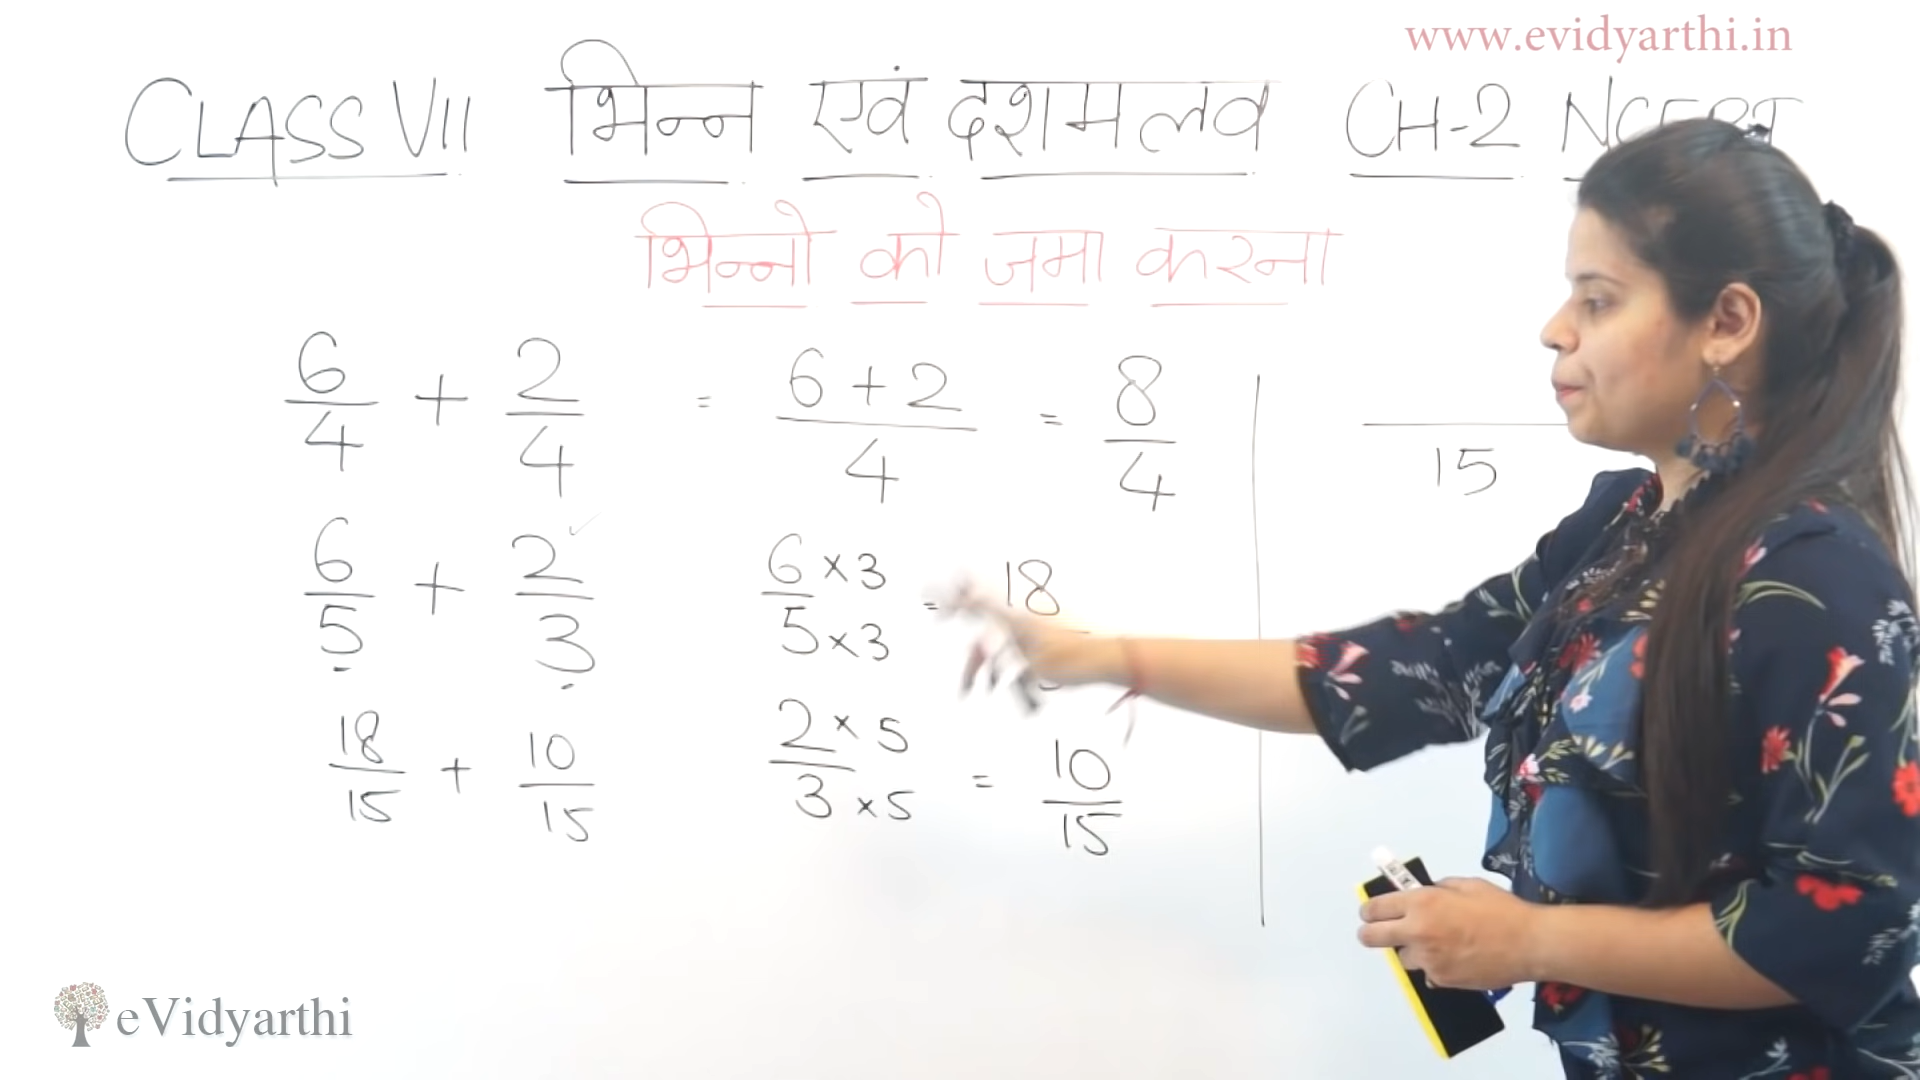 www.evidyarthi.in
CLASS VII भिन्न एवं दशमलव CH-2 NCERT
भिन्नो को जमा करना
6/4 + 2/4 = 6+2/4 = 8/4
15
6/5 + 2/3
6×3/5×3 = 18
18/15 + 10/15
2×5/3×5 = 10/15
eVidyarthi